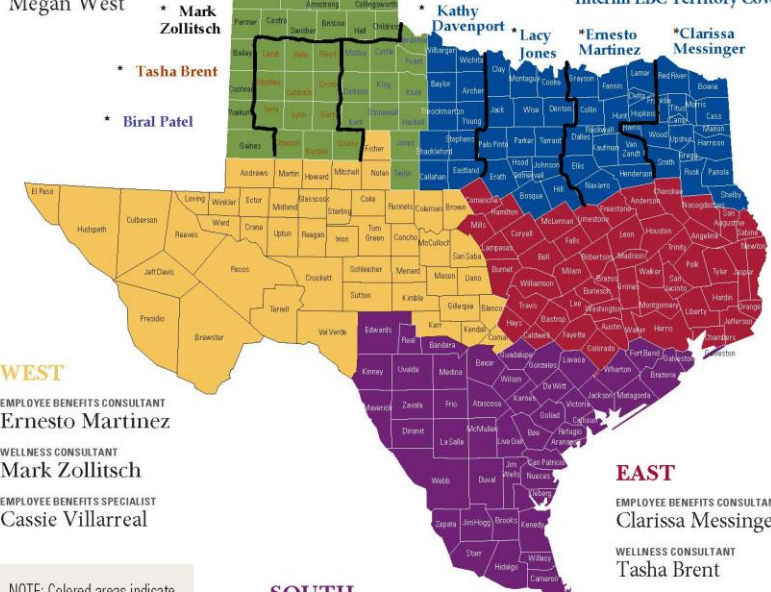 Megan West
* Mark
Zollitsch
* Tasha Brent
* Biral Patel
* Kathy
Davenport
* Lacy
Jones
*Ernesto
Martinez
*Clarissa
Messinger
Armstrong Collingsworth
Parmer Castro Swisher Briscoe Hall Childress
Bailey Lamb Hale Floyd Motley Cottle
Cochran Hockley Lubbock Crosby Dickens King Knox
Yoakum Terry Lynn Garza Kent Stonewall Haskell
Gaines Dawson Borden Scurry Fisher Jones
Wilbarger Wichita Clay Montague Cooke Grayson Fannin Lamar Red River Bowie
Baylor Archer Jack Wise Denton Collin Hunt Delta Hopkins Franklin Titus Morris Cass
Throckmorton Young Palo Pinto Parker Tarrant Dallas Rockwall Kaufman Rains Wood Upshur Marion Harrison
Shackelford Stephens Hood Johnson Ellis Van Zandt Smith Gregg Rusk Panola
Taylor Callahan Eastland Erath Somervell Bosque Hill Navarro Henderson Shelby
Andrews Martin Howard Mitchell Nolan
El Paso Hudspeth Culberson Loving Winkler Ector Midland Glasscock Sterling Coke Runnels Coleman Brown
Reeves Ward Crane Upton Reagan Irion Tom Green Concho McCulloch San Saba
Jeff Davis Pecos Crockett Schleicher Menard Mason Llano
Presidio Brewster Terrell Sutton Kimble Gillespie Blanco
Val Verde Kerr Kendall Comal
Comanche Hamilton McLennan Limestone Freestone Anderson Cherokee Nacogdoches San Augustine Sabine
Mills Coryell Falls Leon Houston Angelina Newton
Lampasas Bell Robertson Madison Trinity Polk Tyler Jasper
Burnet Williamson Milam Brazos Grimes Walker San Jacinto Hardin
Travis Lee Burleson Washington Montgomery Liberty Orange Jefferson
Hays Bastrop Caldwell Fayette Austin Waller Harris Chambers
Colorado Galveston
Edwards Real Bandera Bexar Guadalupe Gonzales Lavaca Wharton Fort Bend Galveston
Kinney Uvalde Medina Wilson De Witt Brazoria
Maverick Zavala Frio Atascosa Karnes Victoria Jackson Matagorda
Dimmit La Salle McMullen Live Oak Bee Goliad Refugio Calhoun Aransas
Webb Duval Jim Wells San Patricio Nueces Kleberg
Zapata Jim Hogg Brooks Kenedy
Starr Hidalgo Willacy Cameron
WEST
EMPLOYEE BENEFITS CONSULTANT
Ernesto Martinez
WELLNESS CONSULTANT
Mark Zollitsch
EMPLOYEE BENEFITS SPECIALIST
Cassie Villarreal
EAST
EMPLOYEE BENEFITS CONSULTAN
Clarissa Messinge
WELLNESS CONSULTANT
Tasha Brent
NOTE: Colored areas indicate
SOUTH